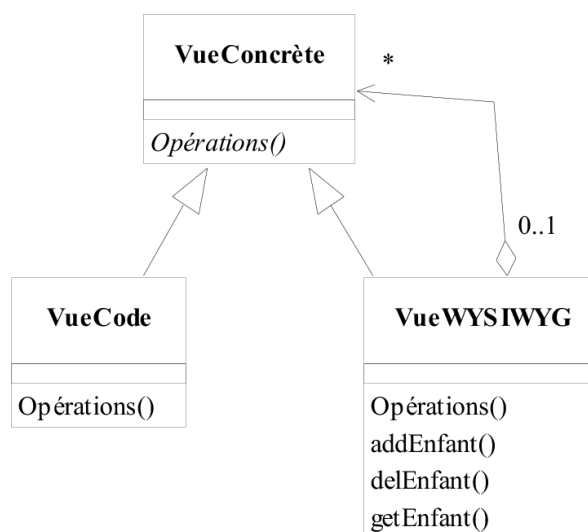 VueConcrète
*
Opérations()
0..1
VueCode
VueWYSIWYG
Opérations()
Opérations()
addEnfant()
delEnfant()
getEnfant()